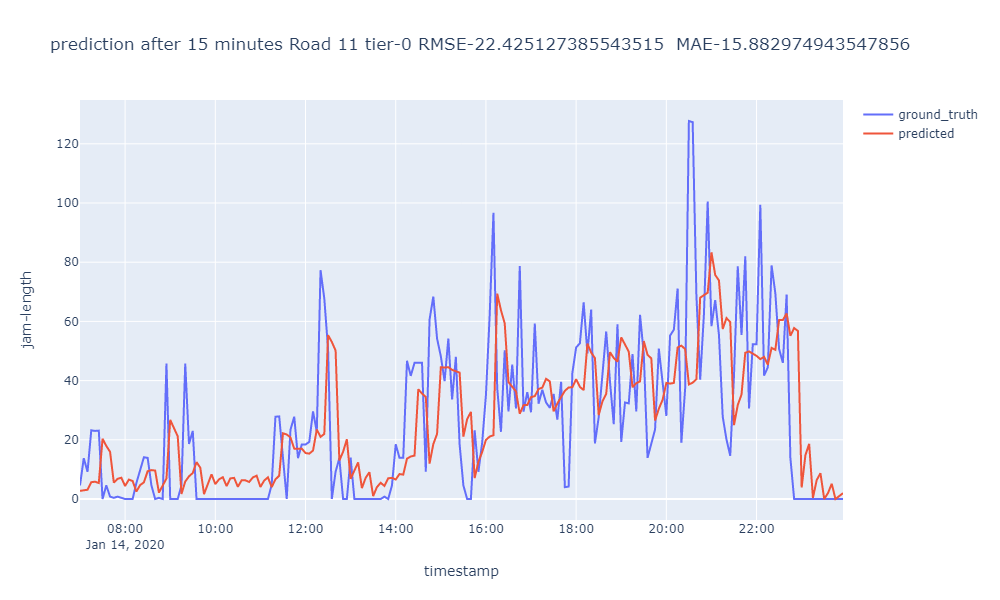 prediction after 15 minutes Road 11 tier-0 RMSE-22.425127385543515  MAE-15.882974943547856
ground_truth
predicted
120
100
80
60
40
20
0
jam-length
08:00 10:00 12:00 14:00 16:00 18:00 20:00 22:00
Jan 14, 2020
timestamp